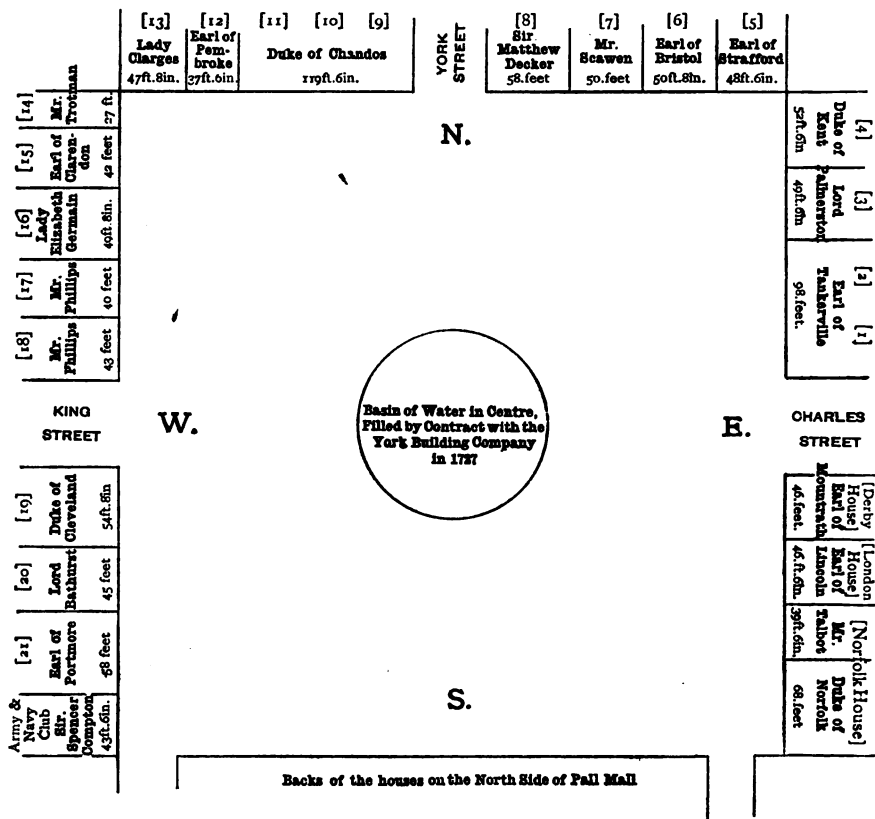 [13]
Lady
Clarges
47ft.8in.
[12]
Earl of
Pem-
broke
37ft.6in.
[11] [10] [9]
Duke of Chandos
119ft.6in.
YORK
STREET
[8]
Sir
Matthew
Decker
58.feet
[7]
Mr.
Scawen
50.feet
[6]
Earl of
Bristol
50ft.8in.
[5]
Earl of
Strafford
48ft.6in.
[14]
Mr.
Trotman
27 ft.
[15]
Earl of
Claren-
don
42 feet
[16]
Lady
Elizabeth
Germain
49ft.8in.
[17]
Mr.
Phillips
40 feet
[18]
Mr.
Phillips
43 feet
KING
STREET
[19]
Duke of
Cleveland
54ft.8in
[20]
Lord
Bathurst
45 feet
[21]
Earl of
Portmore
58 feet
Army &
Navy
Club
Sir.
Spencer
Compton
43ft.6in.
N.
W.
Basin of Water in Centre,
Filled by Contract with the
York Building Company
in 1727
E.
S.
[4]
Duke of
Kent
52ft.6in
[3]
Lord
Palmerston
49ft.6in
[2]
[1]
Earl of
Tankerville
98.feet.
CHARLES
STREET
[Derby
House]
Earl of
Mountrath
46.feet.
[London
House]
Earl of
Lincoln
46.ft.6in.
[Norfolk House]
Mr.
Talbot
39ft.6in.
Duke of
Norfolk
68.feet
Backs of the houses on the North Side of Pall Mall